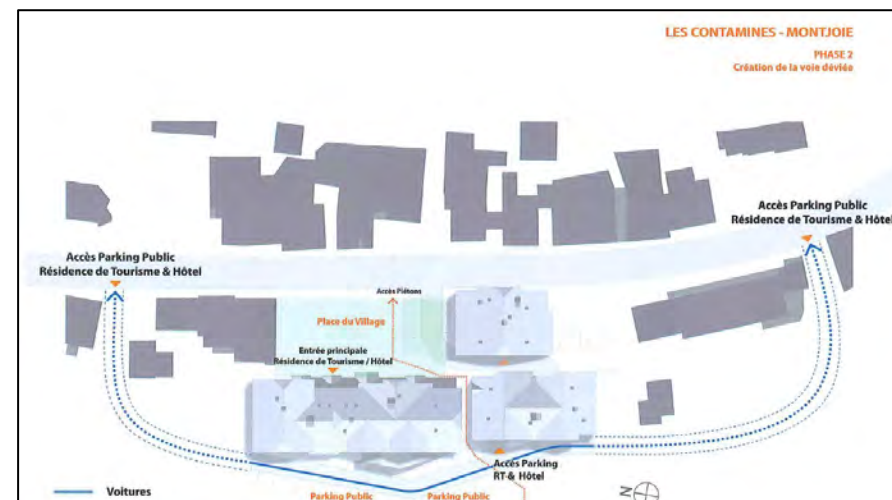 LES CONTAMINES - MONTJOIE
PHASE 2
Création de la voie déviée
Accès Parking Public
Résidence de Tourisme & Hôtel
Accès Parking Public
Résidence de Tourisme & Hôtel
Accès Piétons
Place du Village
Entrée principale
Résidence de Tourisme / Hôtel
Accès Parking
RT & Hôtel
N
Voitures
Parking Public
Parking Public